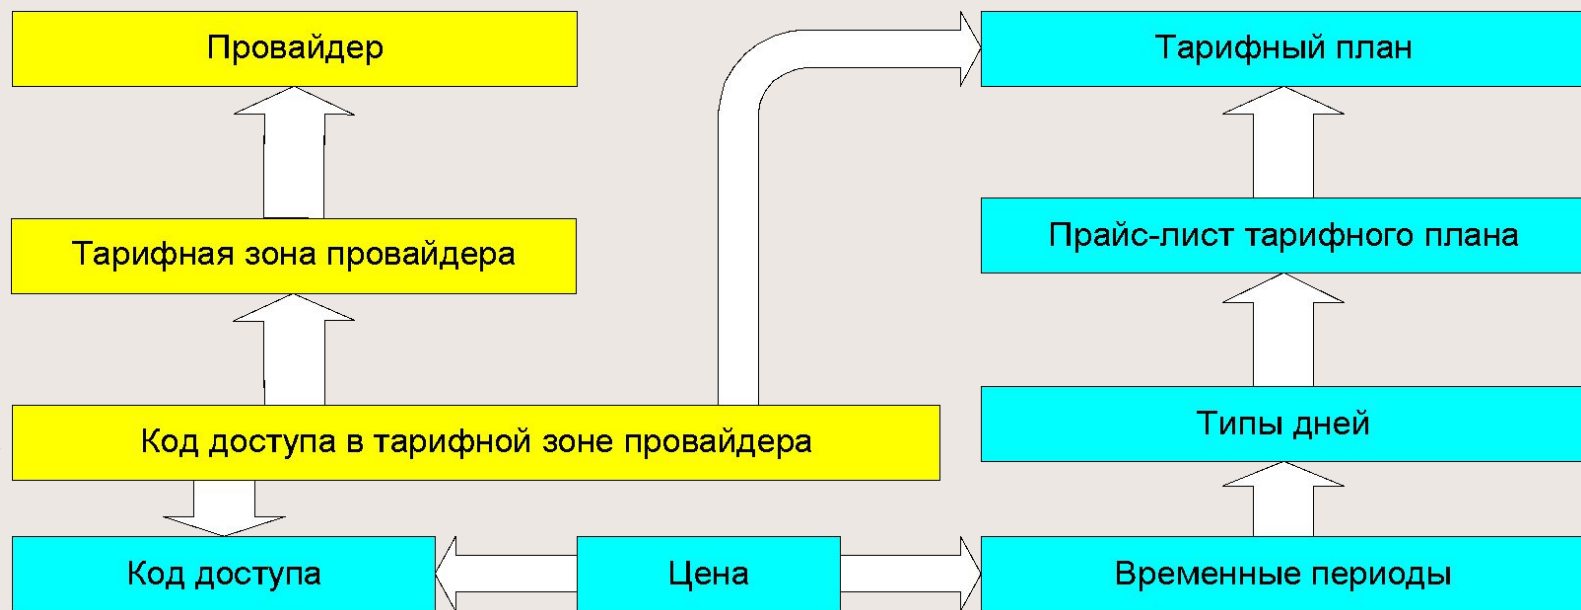 Провайдер
Тарифный план
Тарифная зона провайдера
Прайс-лист тарифного плана
Код доступа в тарифной зоне провайдера
Типы дней
Код доступа
Цена
Временные периоды